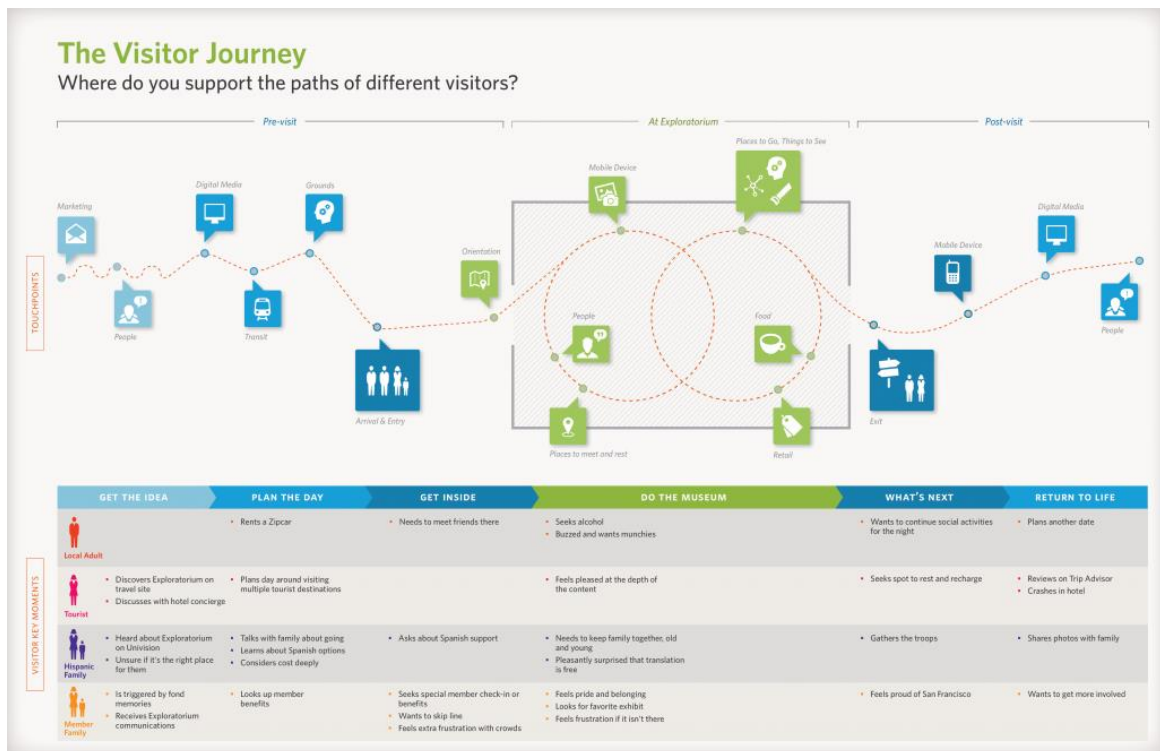 The Visitor Journey
Where do you support the paths of different visitors?
Pre-visit
At Exploratorium
Post-visit
TOUCHPOINTS
Marketing
People
Digital Media
Transit
Grounds
Arrival & Entry
Orientation
Mobile Device
Places to Go, Things to See
People
Food
Places to meet and rest
Retail
Exit
Mobile Device
Digital Media
People
GET THE IDEA
PLAN THE DAY
GET INSIDE
DO THE MUSEUM
WHAT'S NEXT
RETURN TO LIFE
VISITOR KEY MOMENTS
Local Adult
• Rents a Zipcar
• Needs to meet friends there
• Seeks alcohol
• Buzzed and wants munchies
• Wants to continue social activities
for the night
• Plans another date
Tourist
• Discovers Exploratorium on
travel site
• Discusses with hotel concierge
• Plans day around visiting
multiple tourist destinations
• Feels pleased at the depth of
the content
• Seeks spot to rest and recharge
• Reviews on Trip Advisor
• Crashes in hotel
Hispanic
Family
• Heard about Exploratorium
on Univision
• Unsure if it's the right place
for them
• Talks with family about going
• Learns about Spanish options
• Considers cost deeply
• Asks about Spanish support
• Needs to keep family together, old
and young
• Pleasantly surprised that translation
is free
• Gathers the troops
• Shares photos with family
Member
Family
• Is triggered by fond
memories
• Receives Exploratorium
communications
• Looks up member
benefits
• Seeks special member check-in or
benefits
• Wants to skip line
• Feels extra frustration with crowds
• Feels pride and belonging
• Looks for favorite exhibit
• Feels frustration if it isn't there
• Feels proud of San Francisco
• Wants to get more involved